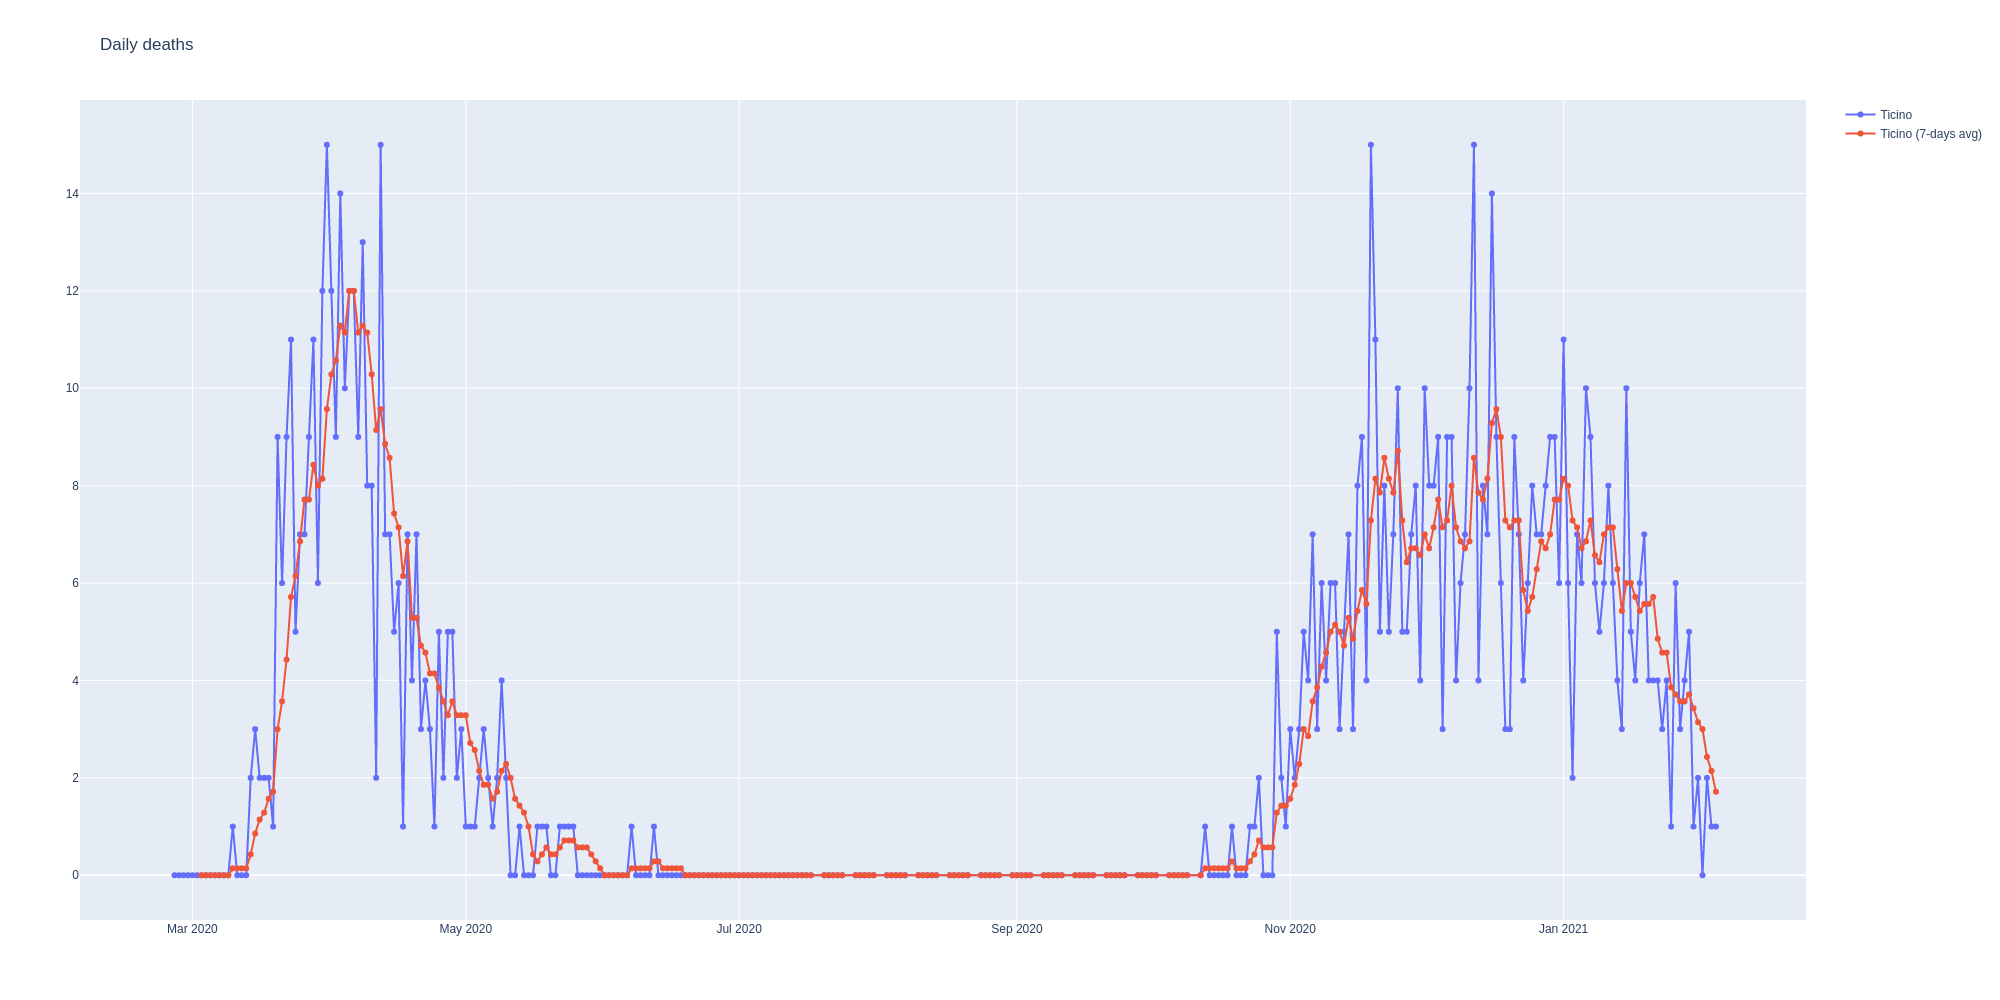 Daily deaths
Ticino
Ticino (7-days avg)
14
12
10
8
6
4
2
0
Mar 2020
May 2020
Jul 2020
Sep 2020
Nov 2020
Jan 2021